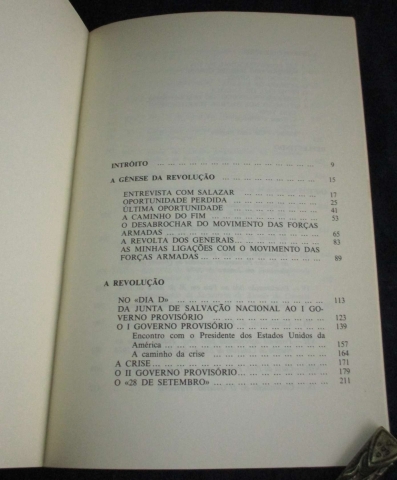 INTRÓITO ... 9
A GÉNESE DA REVOLUÇÃO ... 15
ENTREVISTA COM SALAZAR ... 17
OPORTUNIDADE PERDIDA ... 25
ÚLTIMA OPORTUNIDADE ... 41
A CAMINHO DO FIM ... 53
O DESABROCHAR DO MOVIMENTO DAS FORÇAS
ARMADAS ... 65
A REVOLTA DOS GENERAIS ... 83
AS MINHAS LIGAÇÕES COM O MOVIMENTO DAS
FORÇAS ARMADAS ... 89
A REVOLUÇÃO
NO «DIA D» ... 113
DA JUNTA DE SALVAÇÃO NACIONAL AO I GO-
VERNO PROVISÓRIO ... 123
O I GOVERNO PROVISÓRIO ... 139
Encontro com o Presidente dos Estados Unidos da
América ... 157
A caminho da crise ... 164
A CRISE ... 171
O II GOVERNO PROVISÓRIO ... 179
O «28 DE SETEMBRO» ... 211